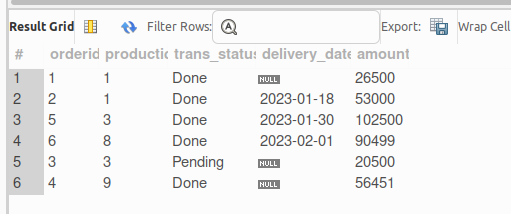 Result Grid Filter Rows: Export: Wrap Cell
# orderid productic trans_status delivery_date amount
1 1 1 Done NULL 26500
2 2 1 Done 2023-01-18 53000
3 5 3 Done 2023-01-30 102500
4 6 8 Done 2023-02-01 90499
5 3 3 Pending NULL 20500
6 4 9 Done NULL 56451